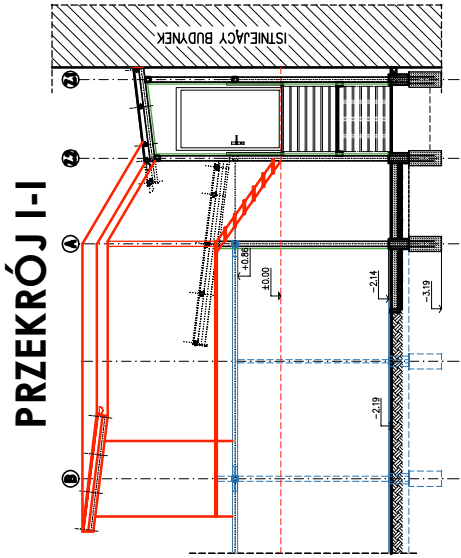 PRZEKRÓJ I-I
ISTNIEJĄCY BUDYNEK
A
B
+0.86
±0.00
-2.14
-3.19
-2.19